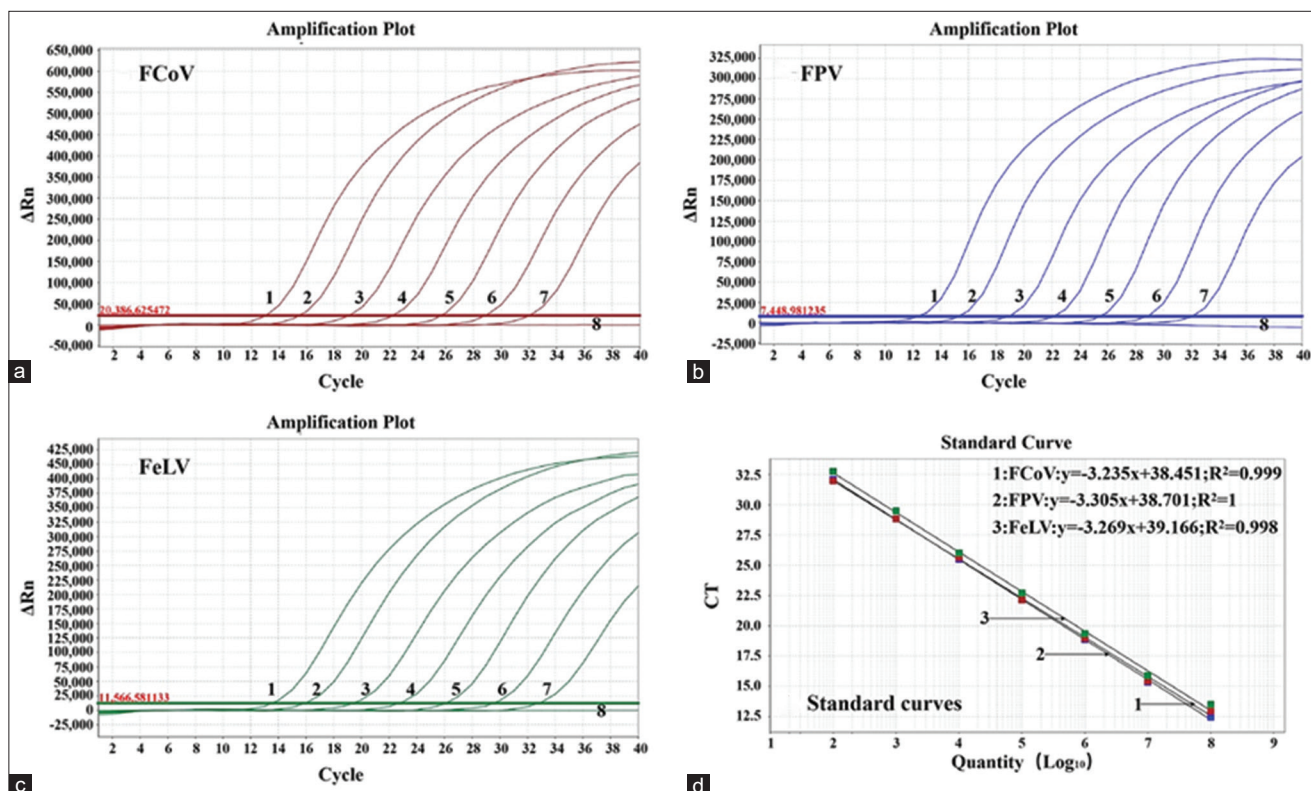 Amplification Plot
FCoV
ΔRn
650,000
600,000
550,000
500,000
450,000
400,000
350,000
300,000
250,000
200,000
150,000
100,000
50,000
0
-50,000
20,386.625472
1 2 3 4 5 6 7
8
2 4 6 8 10 12 14 16 18 20 22 24 26 28 30 32 34 36 38 40
Cycle
a
Amplification Plot
FPV
ΔRn
325,000
300,000
275,000
250,000
225,000
200,000
175,000
150,000
125,000
100,000
75,000
50,000
25,000
0
-25,000
7,448.981235
1 2 3 4 5 6 7
8
2 4 6 8 10 12 14 16 18 20 22 24 26 28 30 32 34 36 38 40
Cycle
b
Amplification Plot
FeLV
ΔRn
425,000
450,000
375,000
350,000
325,000
300,000
275,000
250,000
225,000
200,000
175,000
150,000
125,000
100,000
75,000
50,000
25,000
0
-25,000
11,566.581133
1 2 3 4 5 6 7
8
2 4 6 8 10 12 14 16 18 20 22 24 26 28 30 32 34 36 38 40
Cycle
c
Standard Curve
1:FCoV:y=-3.235x+38.451;R²=0.999
2:FPV:y=-3.305x+38.701;R²=1
3:FeLV:y=-3.269x+39.166;R²=0.998
CT
32.5
30.0
27.5
25.0
22.5
20.0
17.5
15.0
12.5
3
2
1
Standard curves
1 2 3 4 5 6 7 8 9
Quantity (Log₁₀)
d